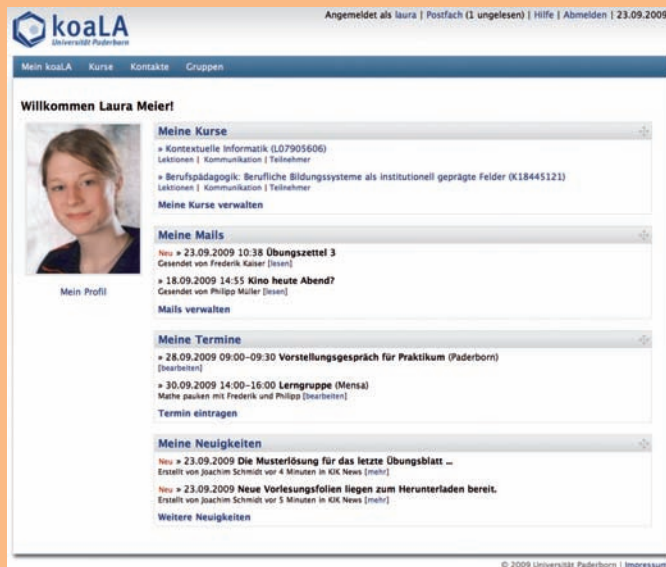 koaLA
Universität Paderborn
Angemeldet als laura | Postfach (1 ungelesen) | Hilfe | Abmelden | 23.09.2009
Mein koaLA Kurse Kontakte Gruppen
Willkommen Laura Meier!
Mein Profil
Meine Kurse
» Kontextuelle Informatik (L07905606)
Lektionen | Kommunikation | Teilnehmer
» Berufspädagogik: Berufliche Bildungssysteme als institutionell geprägte Felder (K18445121)
Lektionen | Kommunikation | Teilnehmer
Meine Kurse verwalten
Meine Mails
Neu » 23.09.2009 10:38 Übungszettel 3
Gesendet von Frederik Kaiser [lesen]
» 18.09.2009 14:55 Kino heute Abend?
Gesendet von Philipp Müller [lesen]
Mails verwalten
Meine Termine
» 28.09.2009 09:00–09:30 Vorstellungsgespräch für Praktikum (Paderborn)
[bearbeiten]
» 30.09.2009 14:00–16:00 Lerngruppe (Mensa)
Mathe pauken mit Frederik und Philipp [bearbeiten]
Termin eintragen
Meine Neuigkeiten
Neu » 23.09.2009 Die Musterlösung für das letzte Übungsblatt ...
Erstellt von Joachim Schmidt vor 4 Minuten in KIK News [mehr]
Neu » 23.09.2009 Neue Vorlesungsfolien liegen zum Herunterladen bereit.
Erstellt von Joachim Schmidt vor 5 Minuten in KIK News [mehr]
Weitere Neuigkeiten
© 2009 Universität Paderborn | Impressum